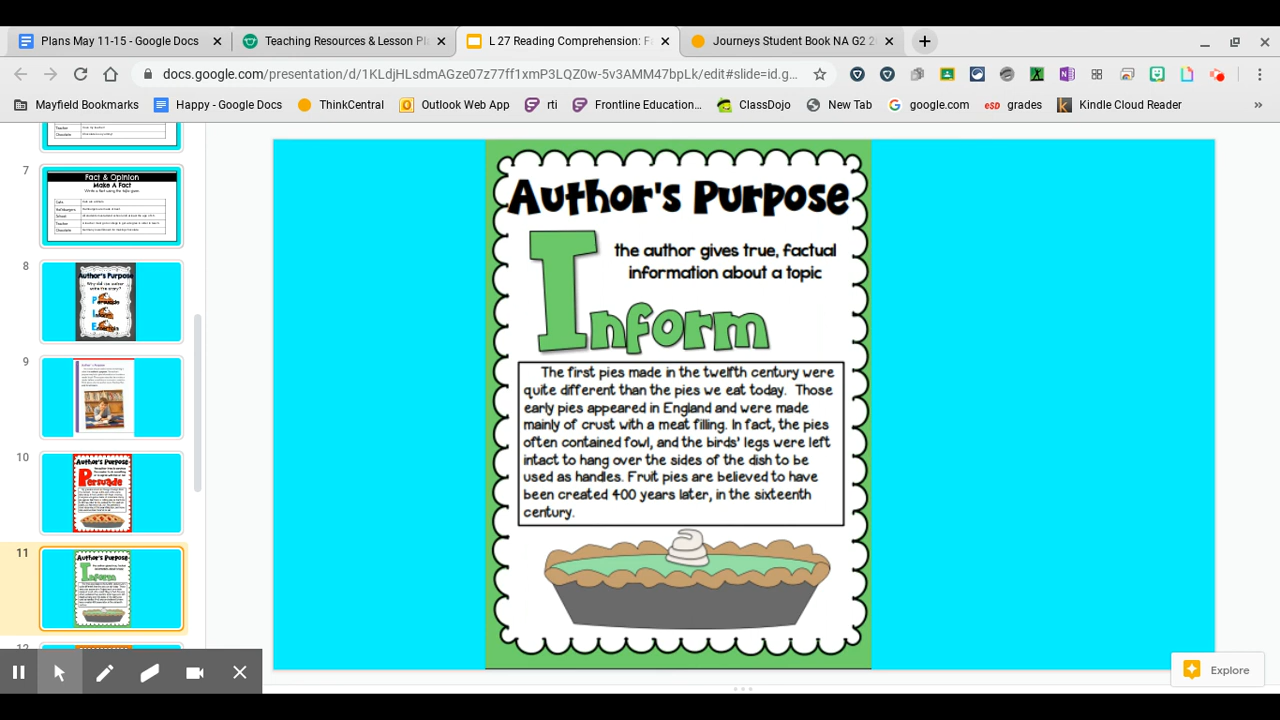 Plans May 11-15 - Google Docs
Teaching Resources & Lesson Pl
L 27 Reading Comprehension: F
Journeys Student Book NA G2 2
docs.google.com/presentation/d/1KLdjHLsdmAGze07z77ff1xmP3LQZ0w-5v3AMM47bpLk/edit#slide=id.g...
Mayfield Bookmarks
Happy - Google Docs
ThinkCentral
Outlook Web App
rti
Frontline Education...
ClassDojo
New Tab
google.com
esD grades
Kindle Cloud Reader
»
7
Fact & Opinion
Make A Fact
8
Author's Purpose
Why did the author
write the story?
9
10
Author's Purpose
Persuade
11
Author's Purpose
Inform
Author's Purpose
the author gives true, factual
information about a topic
Inform
The first pies made in the twelfth century were
quite different than the pies we eat today. Those
early pies appeared in England and were made
mainly of crust with a meat filling. In fact, the pies
often contained fowl, and the birds' legs were left
intact to hang over the sides of the dish to be
used as handles. Fruit pies are believed to have
been created 400 years later, in the sixteenth
century.
Explore